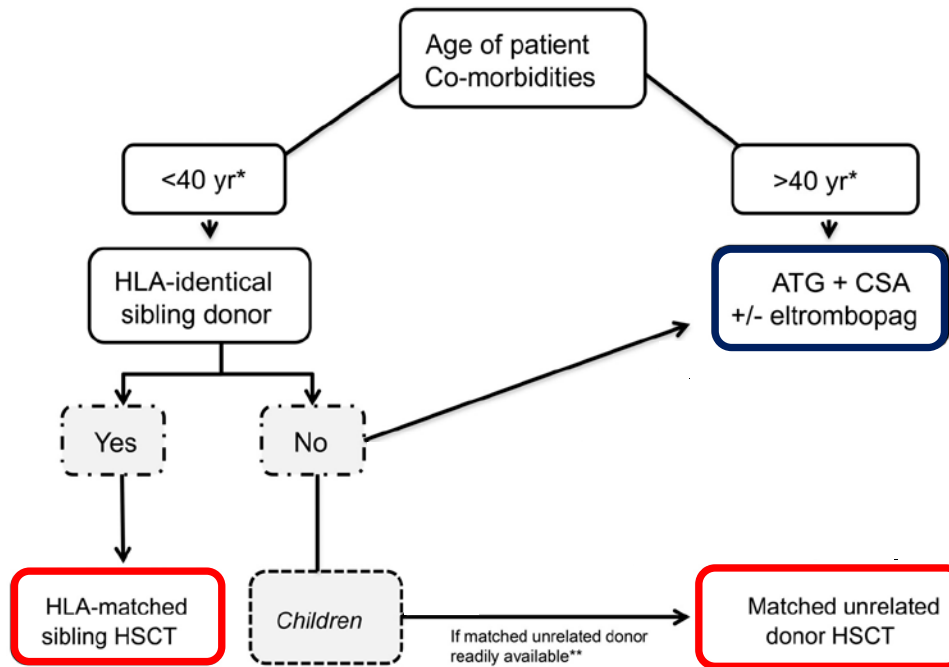 Age of patient
Co-morbidities
<40 yr*
>40 yr*
HLA-identical
sibling donor
ATG + CSA
+/- eltrombopag
Yes
No
HLA-matched
sibling HSCT
Children
If matched unrelated donor
readily available**
Matched unrelated
donor HSCT